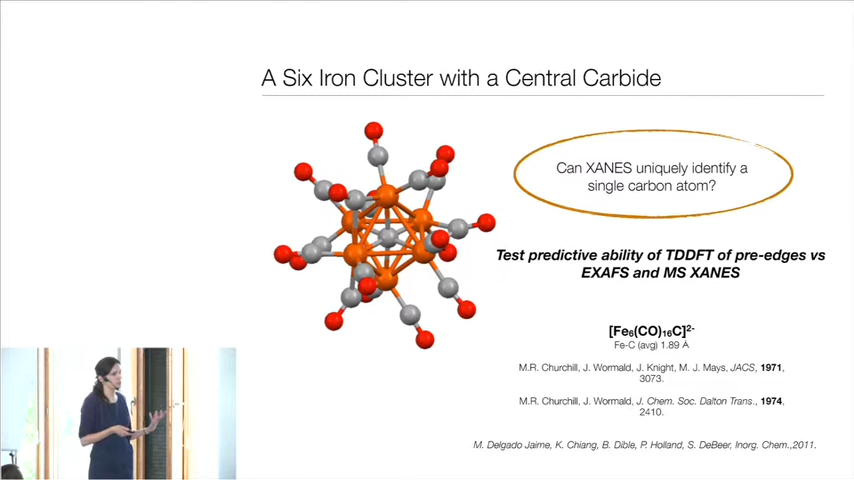 A Six Iron Cluster with a Central Carbide
Can XANES uniquely identify a
single carbon atom?
Test predictive ability of TDDFT of pre-edges vs
EXAFS and MS XANES
[Fe₆(CO)₁₆C]²⁻
Fe-C (avg) 1.89 Å
M.R. Churchill, J. Wormald, J. Knight, M. J. Mays, JACS, 1971,
3073.
M.R. Churchill, J. Wormald, J. Chem. Soc. Dalton Trans., 1974,
2410.
M. Delgado Jaime, K. Chiang, B. Dible, P. Holland, S. DeBeer, Inorg. Chem.,2011.